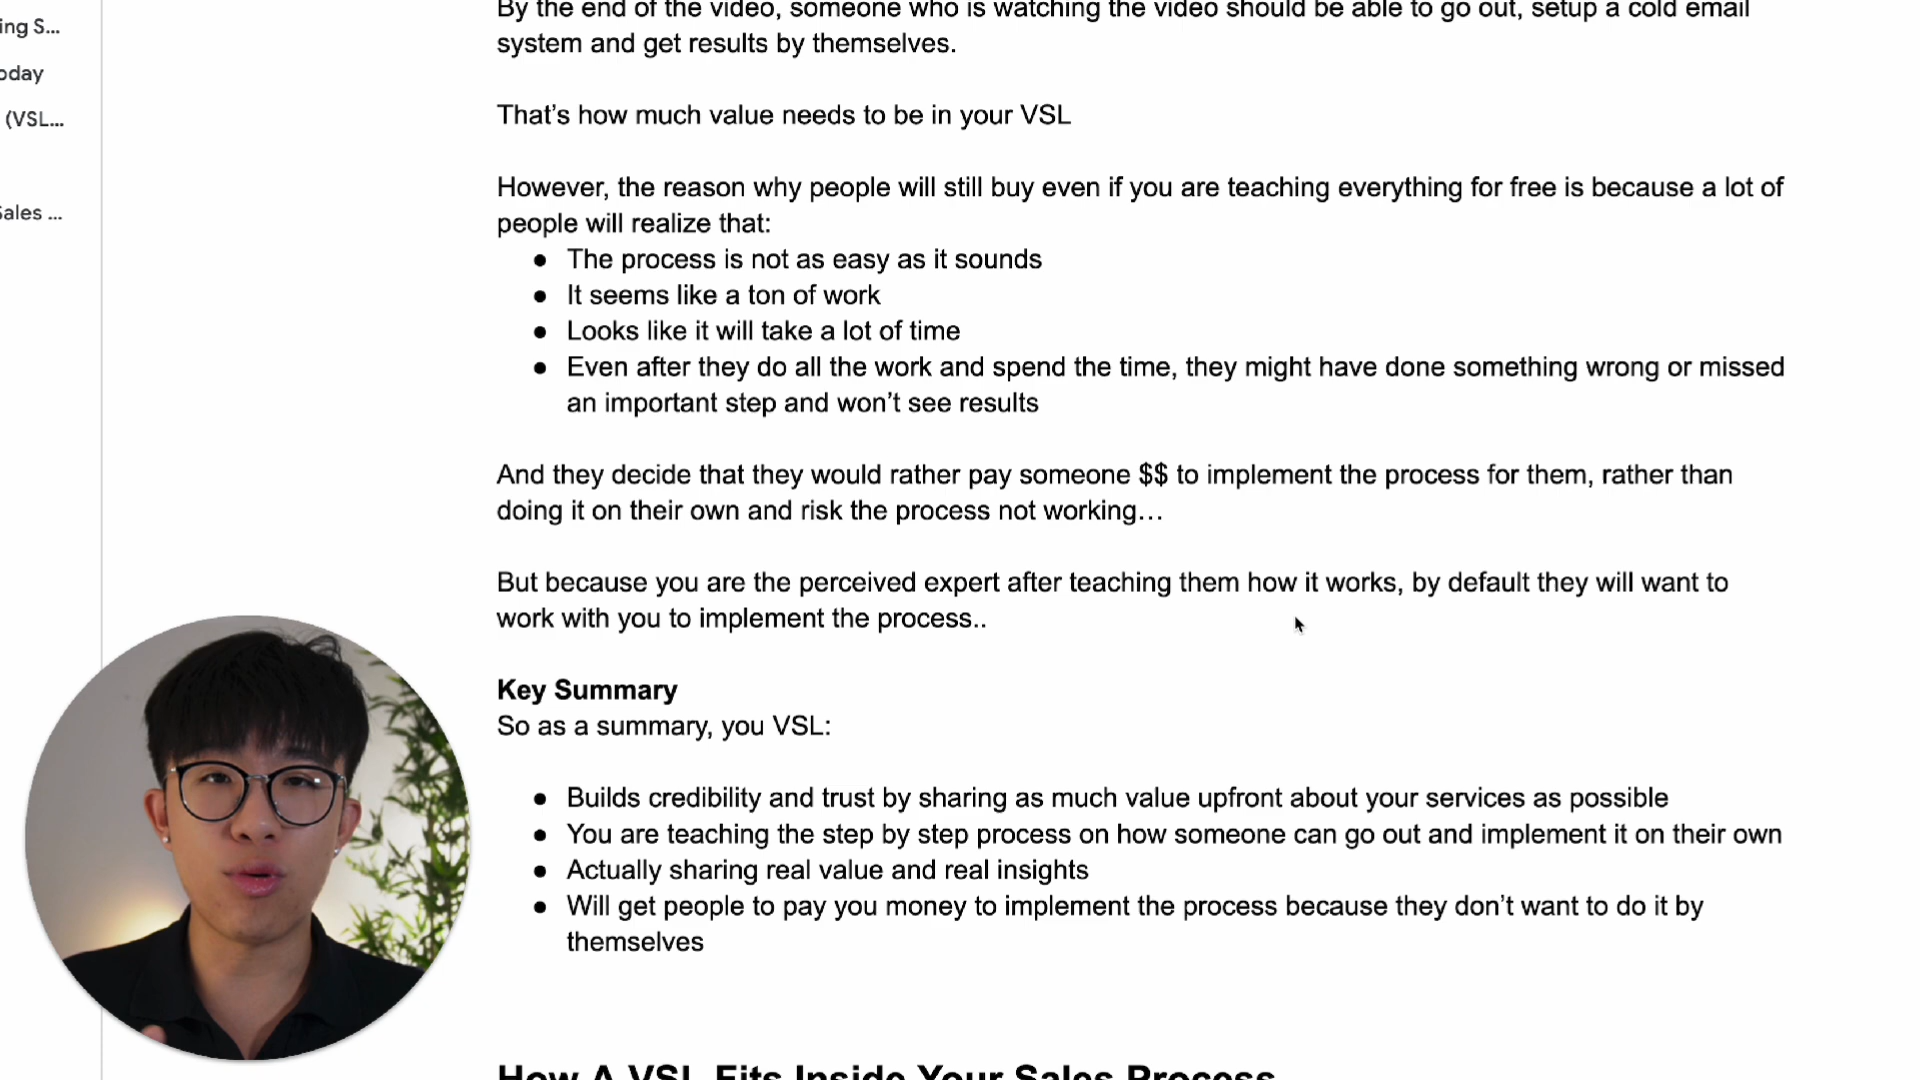 ing S...
oday
(VSL...
Sales ...
By the end of the video, someone who is watching the video should be able to go out, setup a cold email
system and get results by themselves.
That’s how much value needs to be in your VSL
However, the reason why people will still buy even if you are teaching everything for free is because a lot of
people will realize that:
● The process is not as easy as it sounds
● It seems like a ton of work
● Looks like it will take a lot of time
● Even after they do all the work and spend the time, they might have done something wrong or missed
an important step and won’t see results
And they decide that they would rather pay someone $$ to implement the process for them, rather than
doing it on their own and risk the process not working…
But because you are the perceived expert after teaching them how it works, by default they will want to
work with you to implement the process..
Key Summary
So as a summary, you VSL:
● Builds credibility and trust by sharing as much value upfront about your services as possible
● You are teaching the step by step process on how someone can go out and implement it on their own
● Actually sharing real value and real insights
● Will get people to pay you money to implement the process because they don’t want to do it by
themselves
How A VSL Fits Inside Your Sales Process